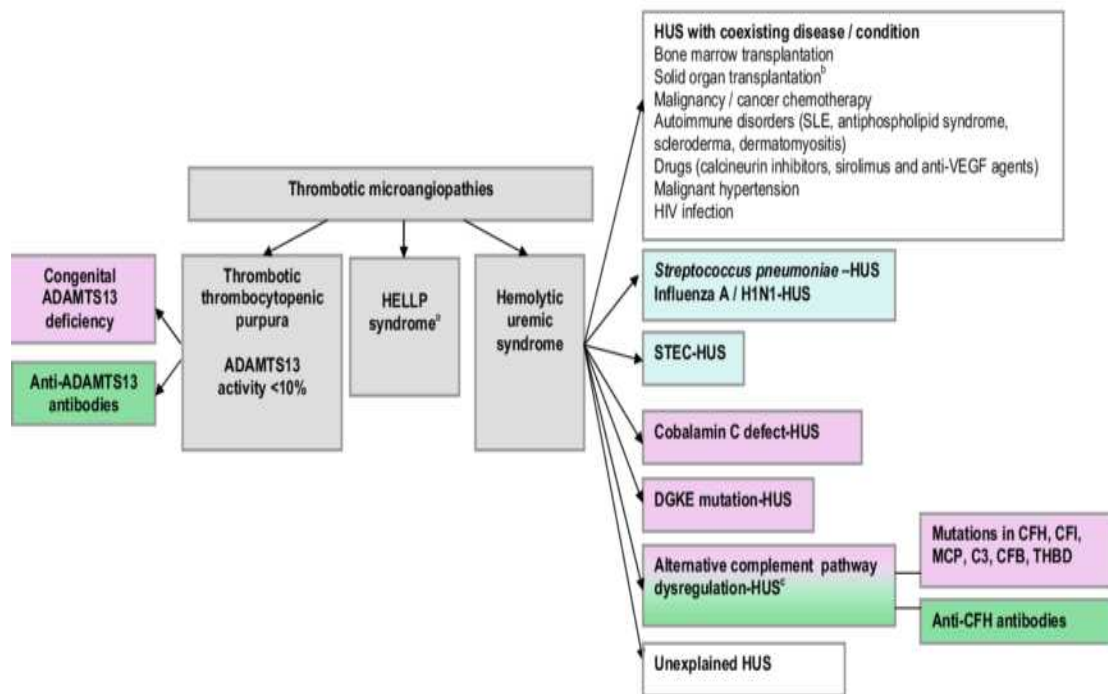 HUS with coexisting disease / condition
Bone marrow transplantation
Solid organ transplantationᵇ
Malignancy / cancer chemotherapy
Autoimmune disorders (SLE, antiphospholipid syndrome,
scleroderma, dermatomyositis)
Drugs (calcineurin inhibitors, sirolimus and anti-VEGF agents)
Malignant hypertension
HIV infection
Thrombotic microangiopathies
Congenital
ADAMTS13
deficiency
Anti-ADAMTS13
antibodies
Thrombotic
thrombocytopenic
purpura
ADAMTS13
activity <10%
HELLP
syndromeᵃ
Hemolytic
uremic
syndrome
Streptococcus pneumoniae –HUS
Influenza A / H1N1-HUS
STEC-HUS
Cobalamin C defect-HUS
DGKE mutation-HUS
Alternative complement pathway
dysregulation-HUSᶜ
Mutations in CFH, CFI,
MCP, C3, CFB, THBD
Anti-CFH antibodies
Unexplained HUS